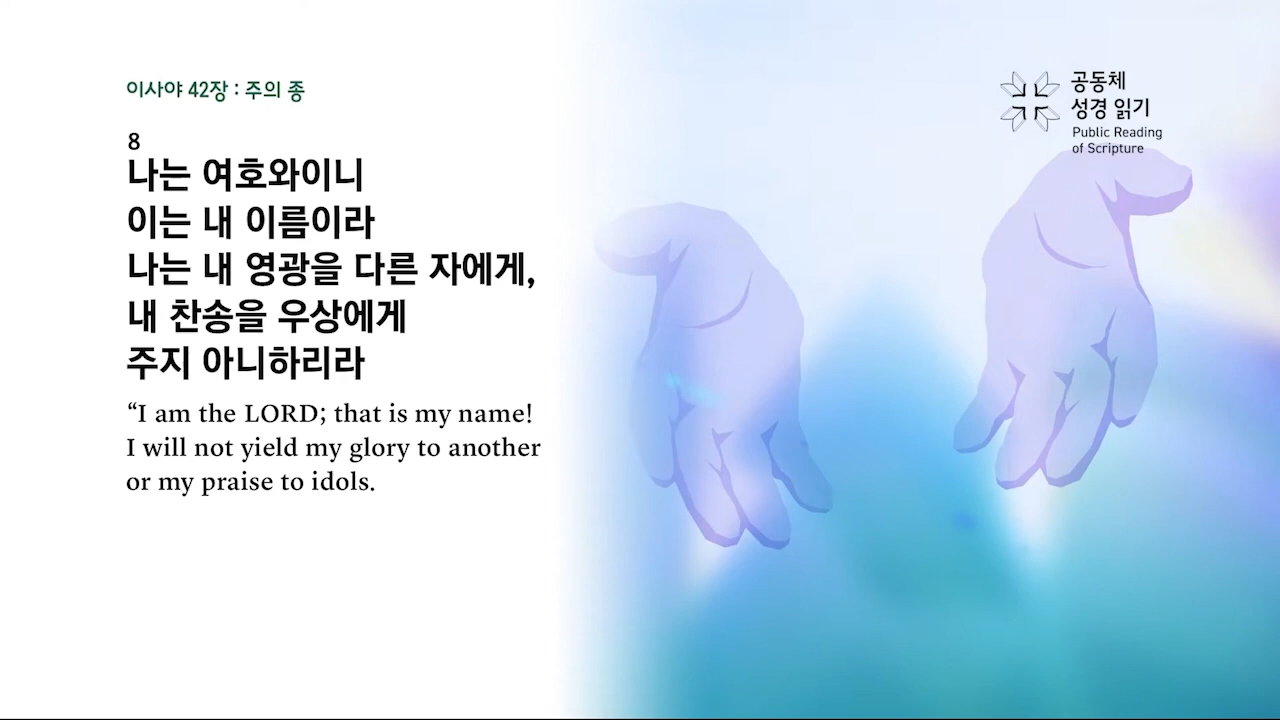 이사야 42장 : 주의 종
8
나는 여호와이니
이는 내 이름이라
나는 내 영광을 다른 자에게,
내 찬송을 우상에게
주지 아니하리라
“I am the LORD; that is my name!
I will not yield my glory to another
or my praise to idols.
공동체
성경 읽기
Public Reading
of Scripture